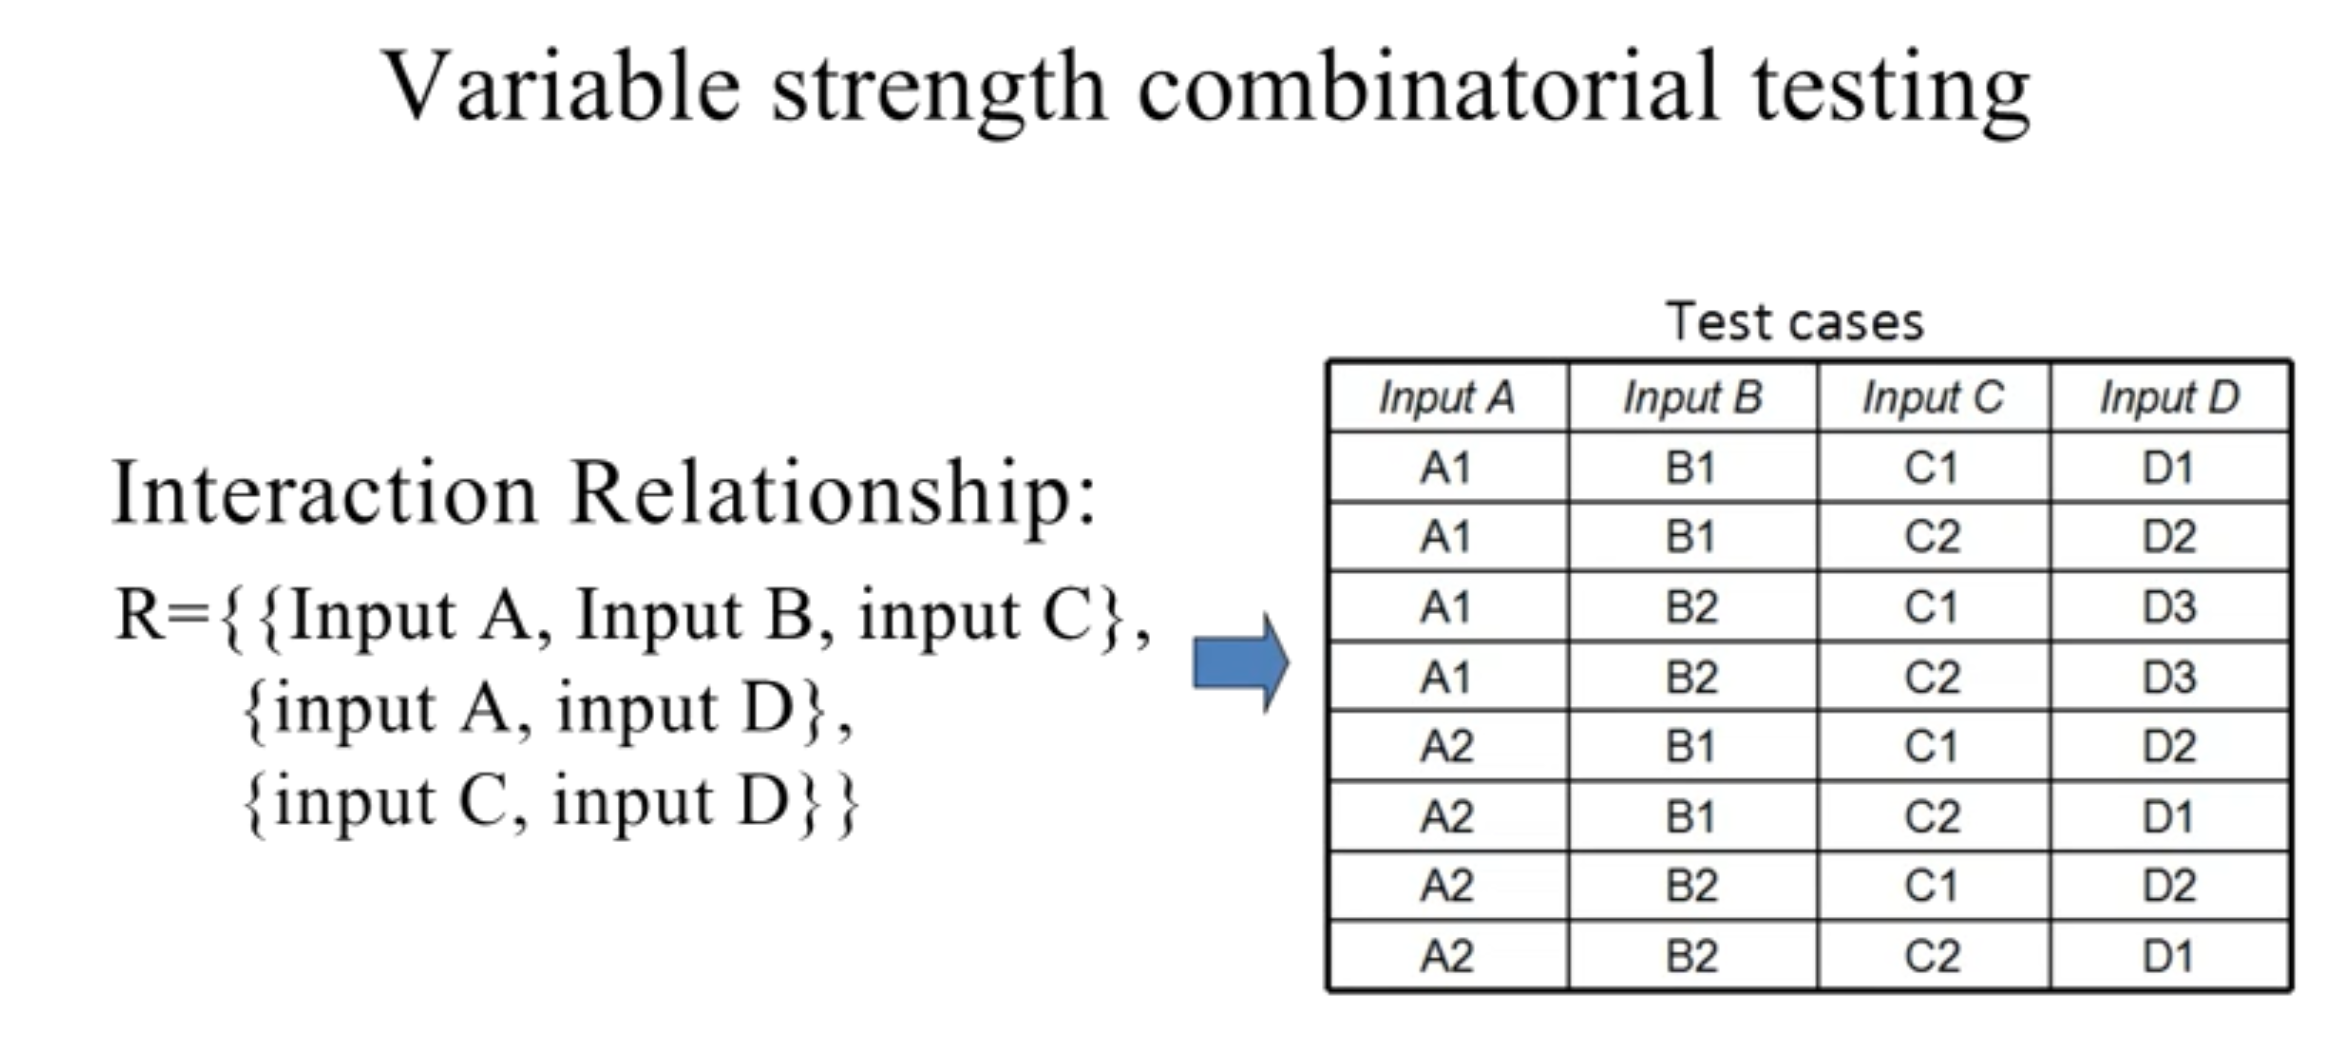 Variable strength combinatorial testing
Interaction Relationship:
R={{Input A, Input B, input C},
{input A, input D},
{input C, input D}}
Test cases
Input A Input B Input C Input D
A1 B1 C1 D1
A1 B1 C2 D2
A1 B2 C1 D3
A1 B2 C2 D3
A2 B1 C1 D2
A2 B1 C2 D1
A2 B2 C1 D2
A2 B2 C2 D1